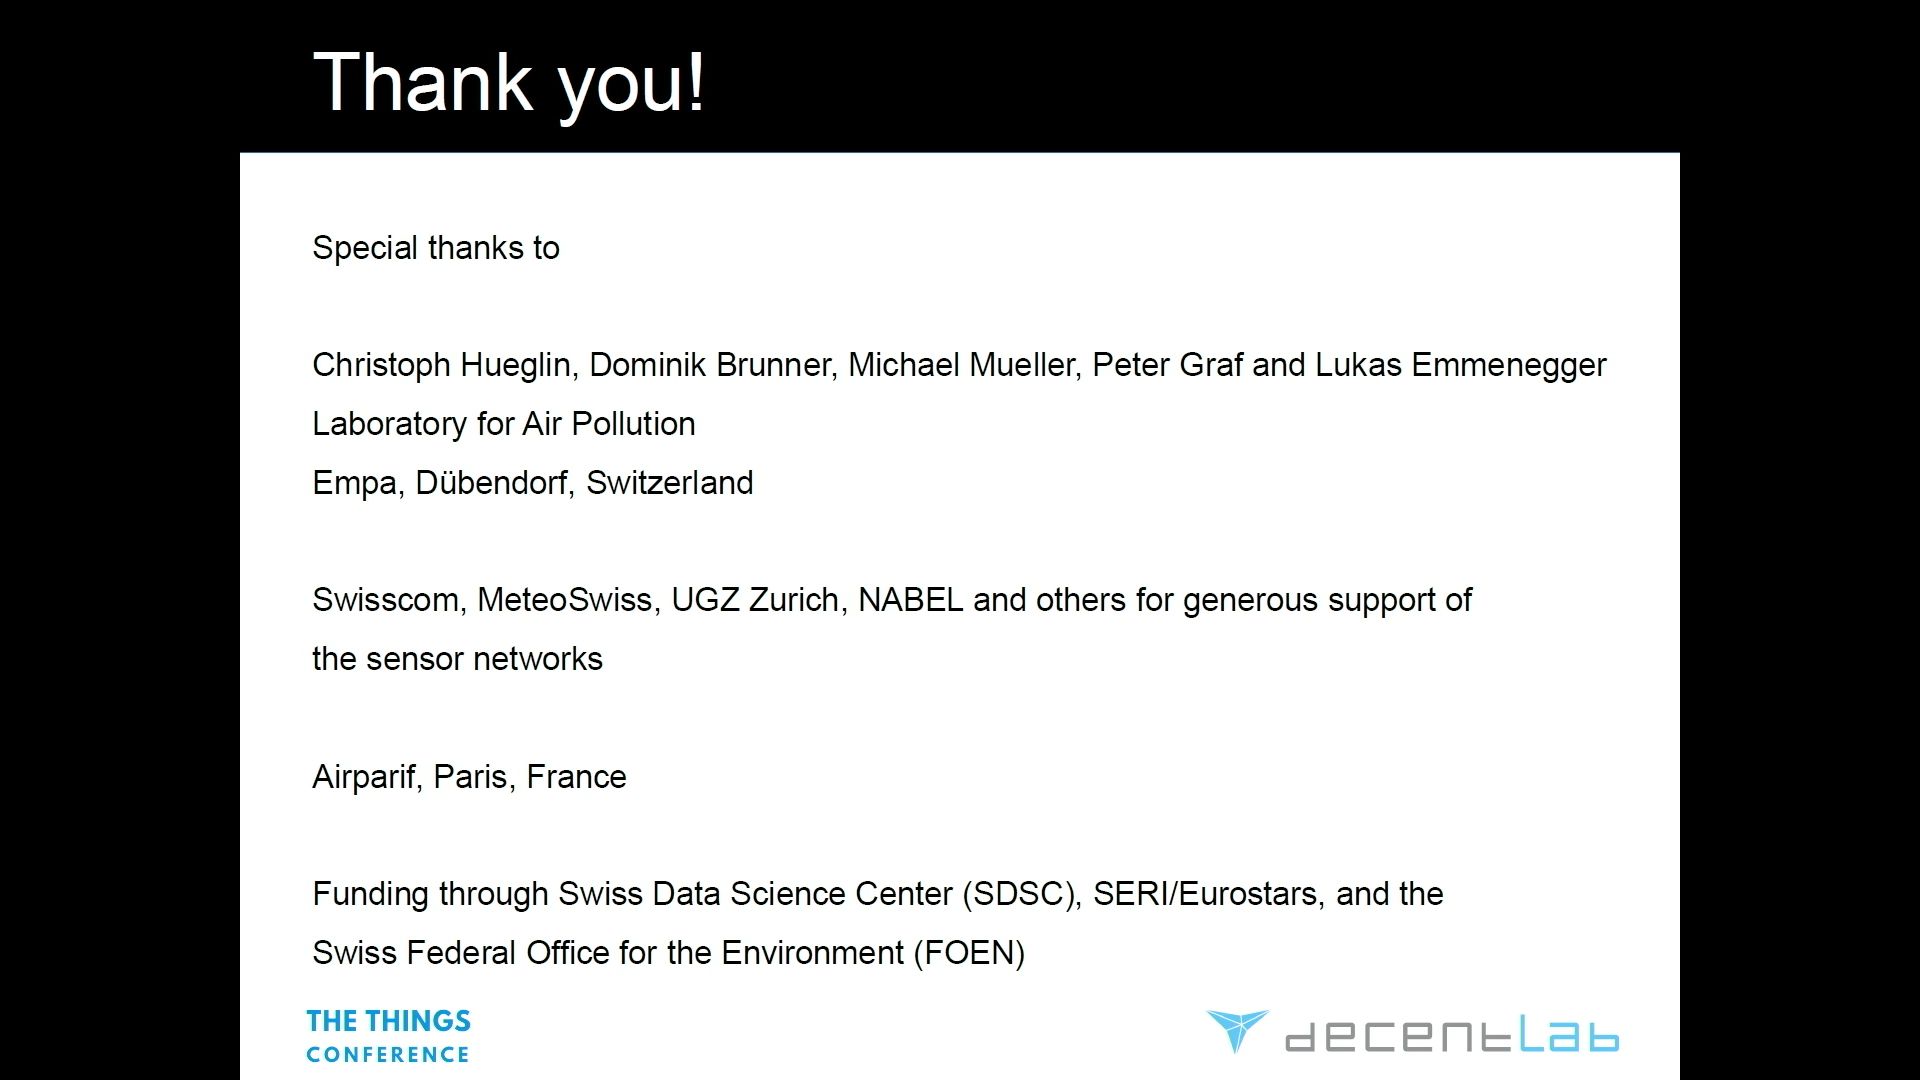 Thank you!
Special thanks to
Christoph Hueglin, Dominik Brunner, Michael Mueller, Peter Graf and Lukas Emmenegger
Laboratory for Air Pollution
Empa, Dübendorf, Switzerland
Swisscom, MeteoSwiss, UGZ Zurich, NABEL and others for generous support of
the sensor networks
Airparif, Paris, France
Funding through Swiss Data Science Center (SDSC), SERI/Eurostars, and the
Swiss Federal Office for the Environment (FOEN)
THE THINGS
CONFERENCE
decentlab